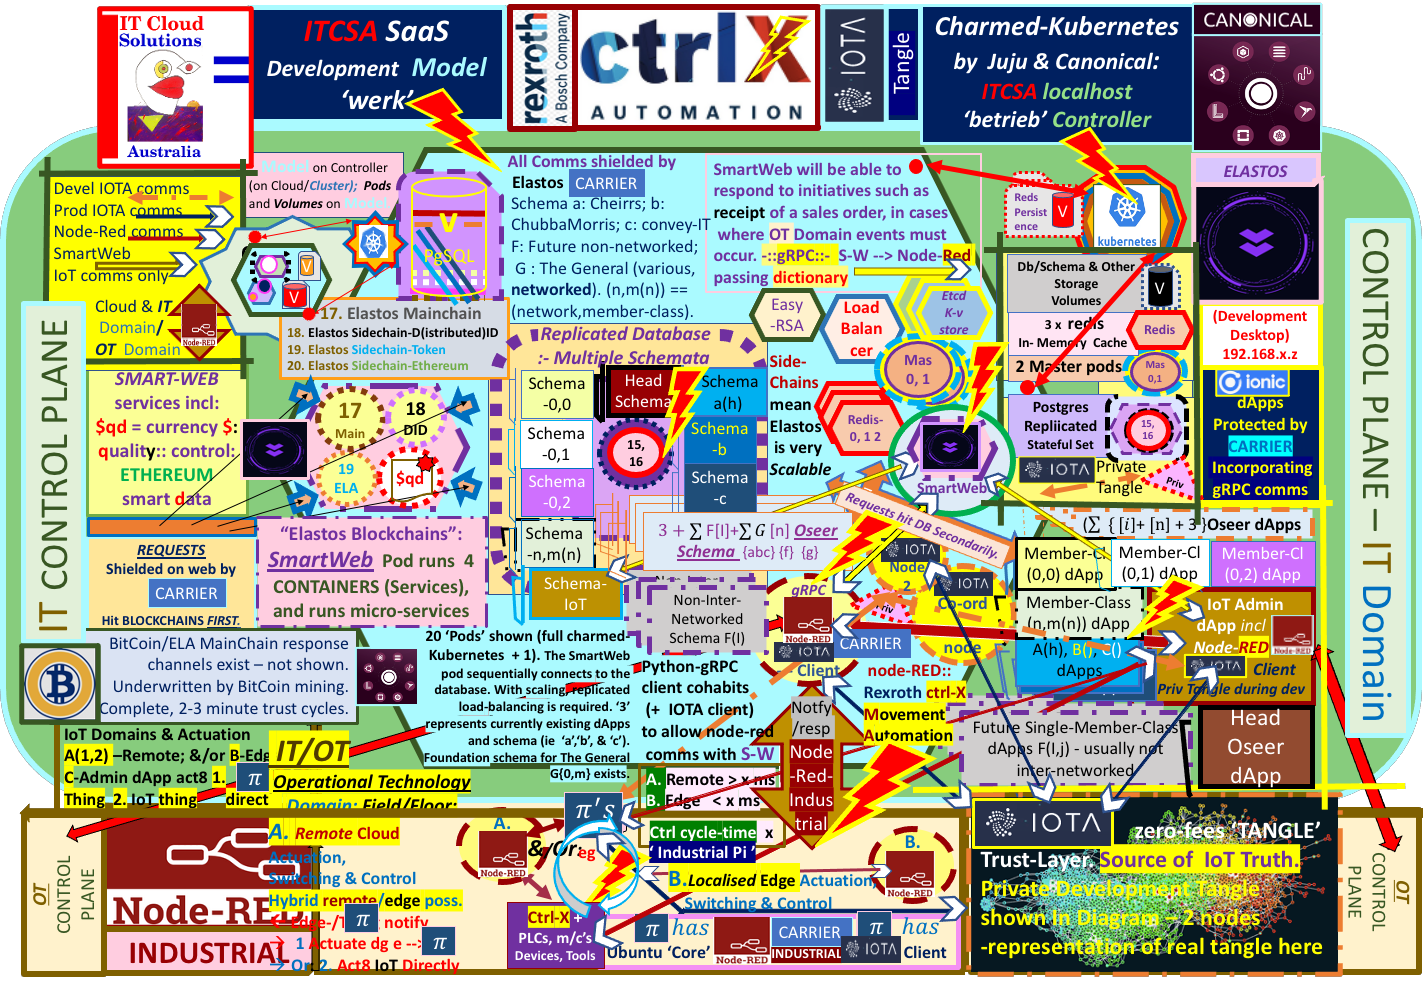 IT Cloud
Solutions
Australia
ITCSA SaaS
Development Model
'werk'
rexroth
A Bosch Company
ctrlX
AUTOMATION
IOTA
Tangle
Charmed-Kubernetes
by Juju & Canonical:
ITCSA localhost
'betrieb' Controller
CANONICAL
Devel IOTA comms
Prod IOTA comms
Node-Red comms
SmartWeb
IoT comms only
Cloud & IT
Domain/
OT Domain
Node-RED
Model on Controller
(on Cloud/Cluster); Pods
and Volumes on Model
V
V
V
PgSQL
All Comms shielded by
Elastos CARRIER
Schema a: Cheirrs; b:
ChubbaMorris; c: convey-IT
F: Future non-networked;
G : The General (various,
networked). (n,m(n)) ==
(network,member-class).
SmartWeb will be able to
respond to initiatives such as
receipt of a sales order, in cases
where OT Domain events must
occur. -::gRPC::- S-W --> Node-Red
passing dictionary
Reds
Persist
ence
V
kubernetes
ELASTOS
17. Elastos Mainchain
18. Elastos Sidechain-D(istributed)ID
19. Elastos Sidechain-Token
20. Elastos Sidechain-Ethereum
Easy
-RSA
Load
Balan
cer
Etcd
K-v
store
Mas
0, 1
Redis-
0, 1 2
Db/Schema & Other
Storage
Volumes
V
3 x redis
In- Memory Cache
Redis
2 Master pods
Mas
0,1
Postgres
Repliicated
Stateful Set
15,
16
IOTA Private
Tangle
Priv
(Development
Desktop)
192.168.x.z
ionic
dApps
Protected by
CARRIER
Incorporating
gRPC comms
IT CONTROL PLANE
CONTROL PLANE – IT Domain
SMART-WEB
services incl:
$qd = currency $:
quality:: control:
ETHEREUM
smart data
17
Main
18
DID
19
ELA
$qd
Replicated Database
:- Multiple Schemata
Schema
-0,0
Schema
-0,1
Schema
-0,2
Schema
-n,m(n)
Schema-
IoT
Head
Schema
15,
16
Schema
a(h)
Schema
-b
Schema
-c
Side-
Chains
mean
Elastos
is very
Scalable
SmartWeb
Requests hit DB Secondarily.
3 + ∑ F[I]+∑ G [n] Oseer
Schema {abc} {f} {g}
REQUESTS
Shielded on web by
CARRIER
Hit BLOCKCHAINS FIRST.
"Elastos Blockchains":
SmartWeb Pod runs 4
CONTAINERS (Services),
and runs micro-services
Non-Inter-
Networked
Schema F(I)
gRPC
Node-RED
IOTA
Client
Priv
IOTA
Node
2
IOTA
Co-ord
node
CARRIER
(∑ { [i]+ [n] + 3 }Oseer dApps
Member-Cl
(0,0) dApp
Member-Cl
(0,1) dApp
Member-Cl
(0,2) dApp
Member-Class
(n,m(n)) dApp
A(h), B(), C()
dApps
IoT Admin
dApp incl
Node-RED
IOTA Client
Priv Tangle during dev
BitCoin/ELA MainChain response
channels exist – not shown.
Underwritten by BitCoin mining.
Complete, 2-3 minute trust cycles.
20 'Pods' shown (full charmed-
Kubernetes + 1). The SmartWeb
pod sequentially connects to the
database. With scaling, replicated
load-balancing is required. '3'
represents currently existing dApps
and schema (ie 'a','b', & 'c').
Foundation schema for The General
G{0,m} exists.
Python-gRPC
client cohabits
(+ IOTA client)
to allow node-red
comms with S-W
node-RED::
Rexroth ctrl-X
Movement
Automation
Notfy
/resp
Node
-Red-
Indus
trial
Future Single-Member-Class
dApps F(I,j) - usually not
inter-networked
Head
Oseer
dApp
IoT Domains & Actuation
A(1,2) –Remote; &/or B-Edge
C-Admin dApp act8 1.
Thing 2. IoT thing direct
π
IT/OT
Operational Technology
Domain: Field/Floor:
A. Remote > x ms
B. Edge < x ms
Ctrl cycle-time x
' Industrial Pi '
OT
CONTROL
PLANE
Node-RED
INDUSTRIAL
A. Remote Cloud
Actuation,
Switching & Control
Hybrid remote/edge poss.
notify
1 Actuate dg e -->
Or 2. Act8 IoT Directly
π
π
A.
Node-RED
&/Or
eg
π's
Ctrl-X +
PLCs, m/c's
Devices, Tools
B.Localised Edge Actuation,
Switching & Control
B.
Node-RED
π has
Ubuntu 'Core'
Node-RED
CARRIER
INDUSTRIAL
π has
IOTA Client
IOTA zero-fees 'TANGLE'
Trust-Layer. Source of IoT Truth.
Private Development Tangle
shown in Diagram – 2 nodes
-representation of real tangle here
OT
CONTROL
PLANE